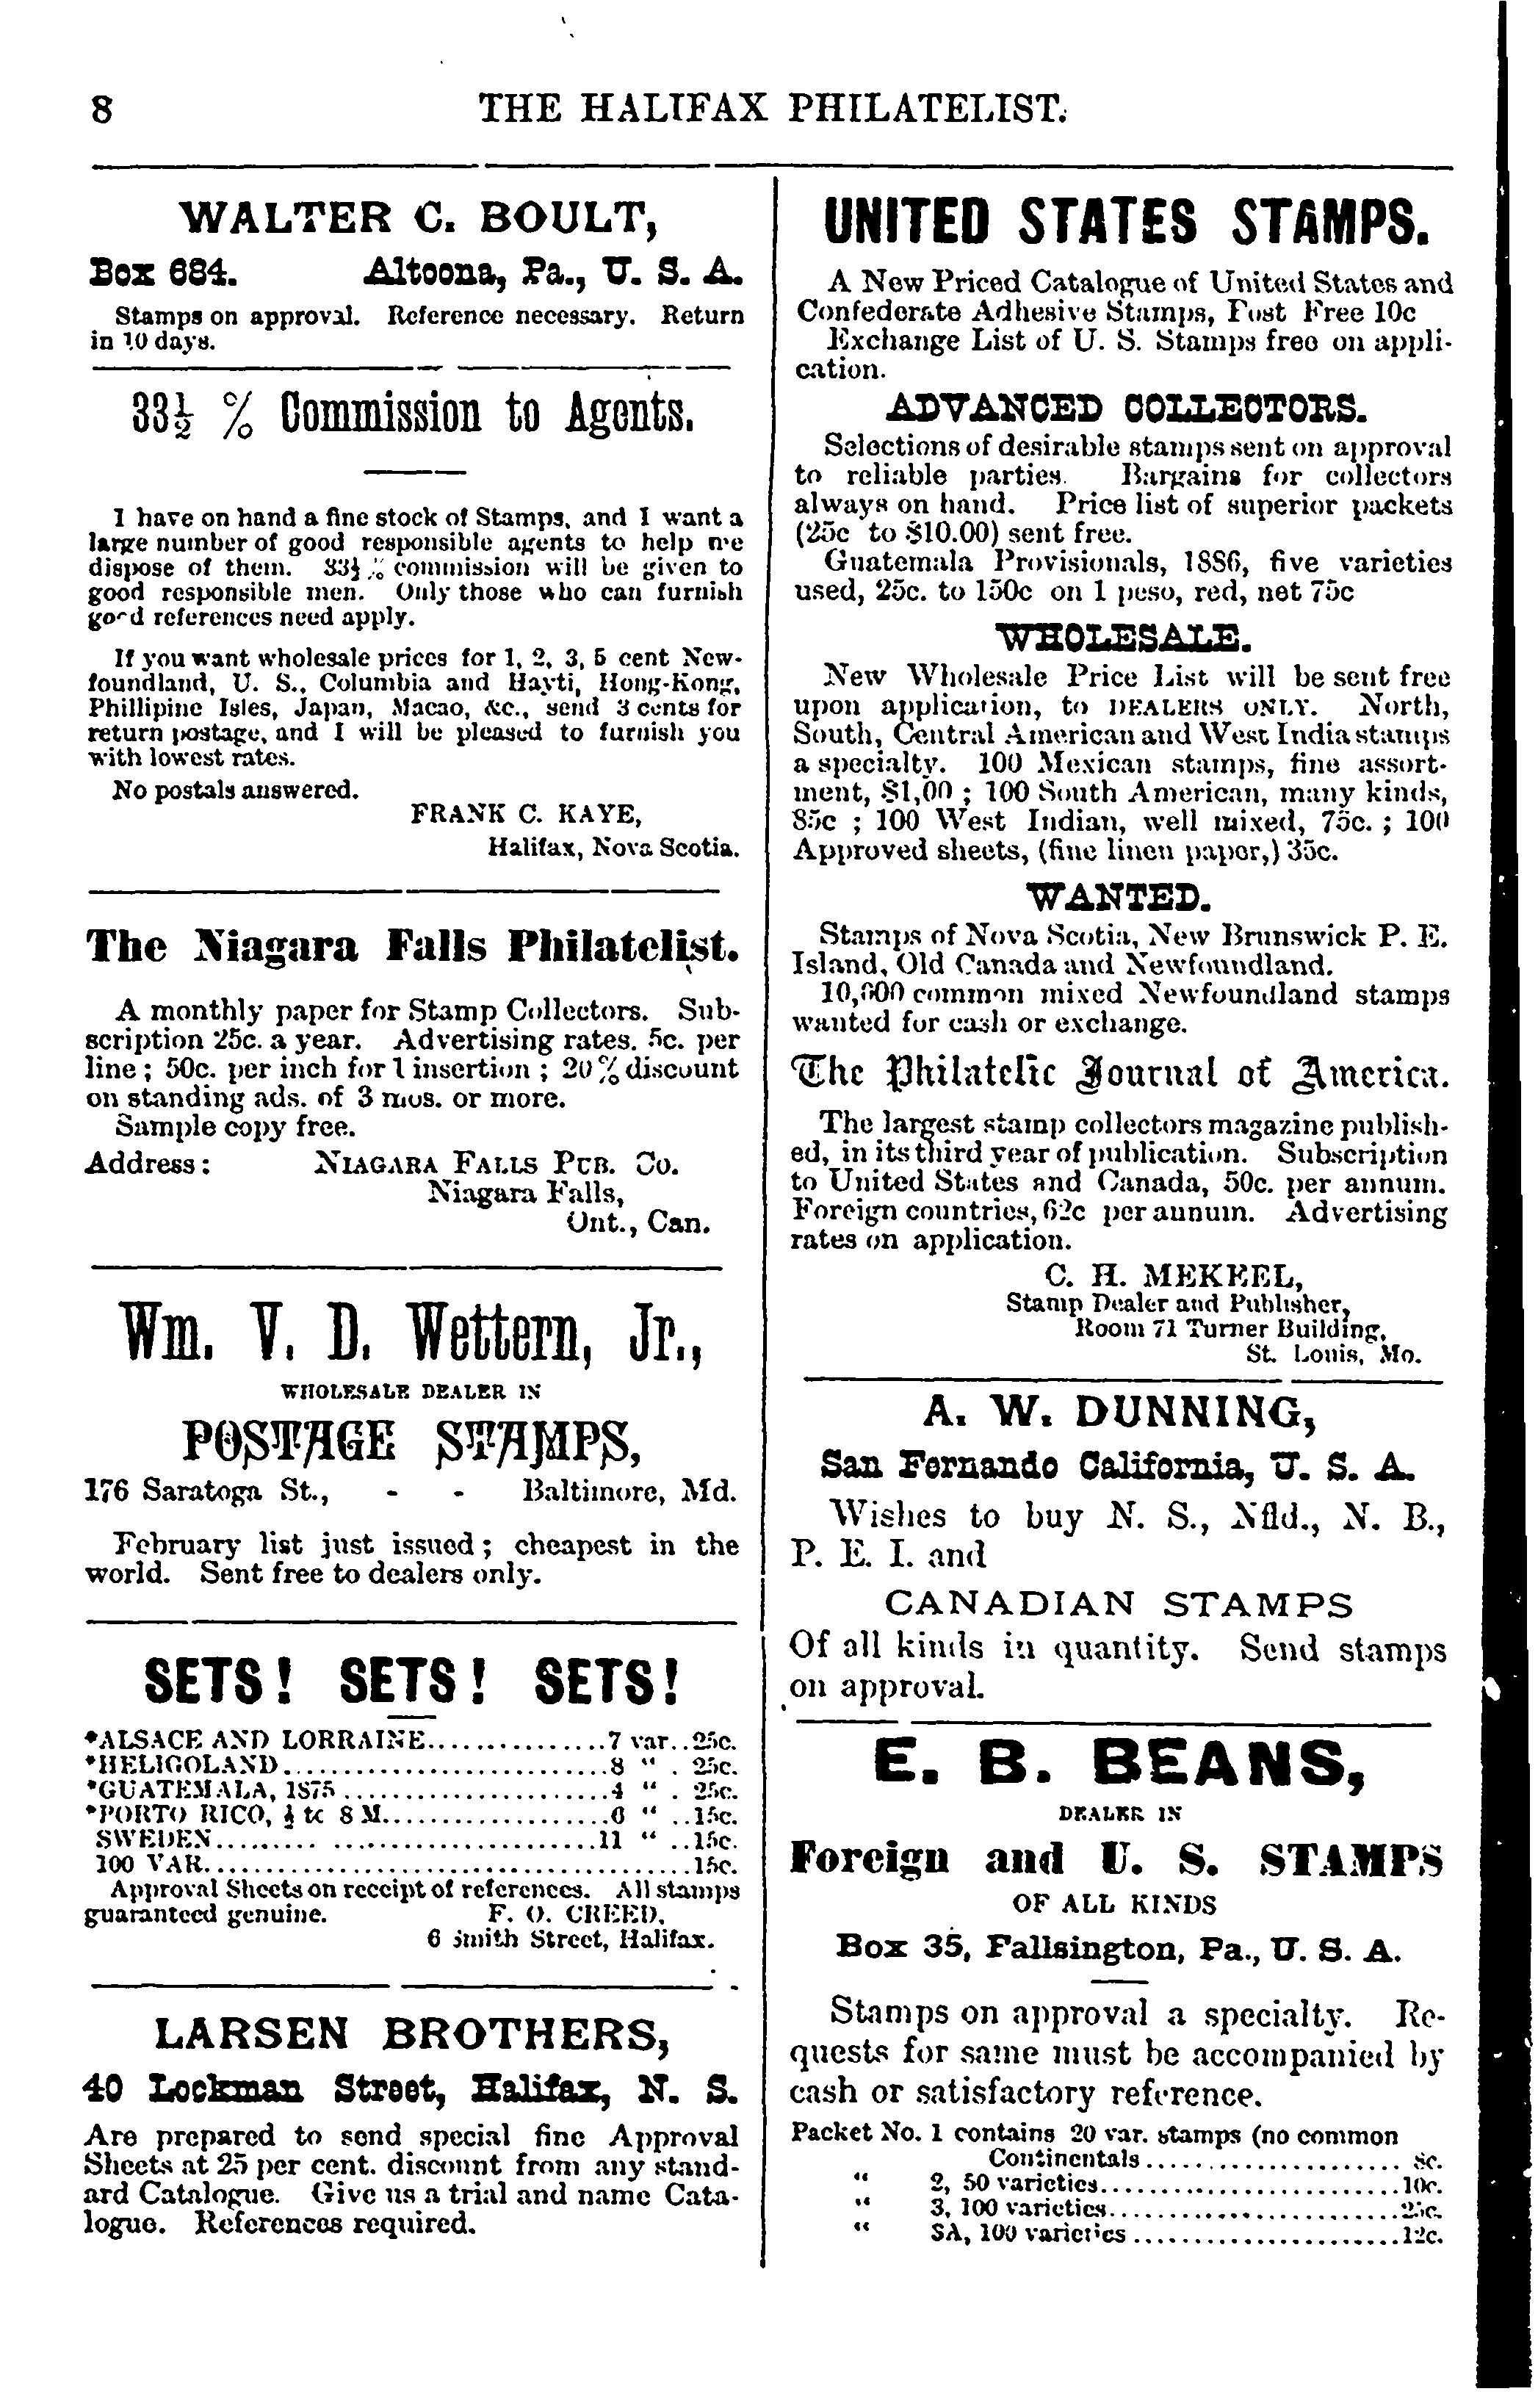 8
THE HALIFAX PHILATELIST.
WALTER C. BOULT,
Box 684. Altoona, Pa., U. S. A.
Stamps on approval. Reference necessary. Return
in 10 days.
33½ % Commission to Agents.
I have on hand a fine stock of Stamps, and I want a
large number of good responsible agents to help me
dispose of them. 33⅓ % commission will be given to
good responsible men. Only those who can furnish
good references need apply.
If you want wholesale prices for 1, 2, 3, 5 cent New-
foundland, U. S., Columbia and Hayti, Hong-Kong,
Phillipine Isles, Japan, Macao, &c., send 3 cents for
return postage, and I will be pleased to furnish you
with lowest rates.
No postals answered.
FRANK C. KAYE,
Halifax, Nova Scotia.
The Niagara Falls Philatelist.
A monthly paper for Stamp Collectors. Sub-
scription 25c. a year. Advertising rates. 5c. per
line ; 50c. per inch for 1 insertion ; 20 % discount
on standing ads. of 3 mos. or more.
Sample copy free.
Address : NIAGARA FALLS PUB. Co.
Niagara Falls,
Ont., Can.
Wm. V. D. Wettern, Jr.,
WHOLESALE DEALER IN
POSTAGE STAMPS,
176 Saratoga St., - - Baltimore, Md.
February list just issued ; cheapest in the
world. Sent free to dealers only.
SETS ! SETS ! SETS !
*ALSACE AND LORRAINE...............7 var..25c.
*HELIGOLAND...........................8 " . 25c.
*GUATEMALA, 1875......................4 " . 25c.
*PORTO RICO, ½ to 8 M...................6 " ..15c.
SWEDEN.......... ......................11 " ..15c.
100 VAR.........................................15c.
Approval Sheets on receipt of references. All stamps
guaranteed genuine. F. O. CREED,
6 Smith Street, Halifax.
LARSEN BROTHERS,
40 Lockman Street, Halifax, N. S.
Are prepared to send special fine Approval
Sheets at 25 per cent. discount from any stand-
ard Catalogue. Give us a trial and name Cata-
logue. References required.
UNITED STATES STAMPS.
A New Priced Catalogue of United States and
Confederate Adhesive Stamps, Post Free 10c
Exchange List of U. S. Stamps free on appli-
cation.
ADVANCED COLLECTORS.
Selections of desirable stamps sent on approval
to reliable parties. Bargains for collectors
always on hand. Price list of superior packets
(25c to $10.00) sent free.
Guatemala Provisionals, 1886, five varieties
used, 25c. to 150c on 1 peso, red, net 75c
WHOLESALE.
New Wholesale Price List will be sent free
upon application, to DEALERS ONLY. North,
South, Central American and West India stamps
a specialty. 100 Mexican stamps, fine assort-
ment, $1,00 ; 100 South American, many kinds,
85c ; 100 West Indian, well mixed, 75c. ; 100
Approved sheets, (fine linen paper,) 35c.
WANTED.
Stamps of Nova Scotia, New Brunswick P. E.
Island, Old Canada and Newfoundland.
10,000 common mixed Newfoundland stamps
wanted for cash or exchange.
The Philatelic Journal of America.
The largest stamp collectors magazine publish-
ed, in its third year of publication. Subscription
to United States and Canada, 50c. per annum.
Foreign countries, 62c per annum. Advertising
rates on application.
C. H. MEKEEL,
Stamp Dealer and Publisher,
Room 71 Turner Building,
St. Louis, Mo.
A. W. DUNNING,
San Fernando California, U. S. A.
Wishes to buy N. S., Nfld., N. B.,
P. E. I. and
CANADIAN STAMPS
Of all kinds in quantity. Send stamps
on approval.
E. B. BEANS,
DEALER IN
Foreign and U. S. STAMPS
OF ALL KINDS
Box 35, Fallsington, Pa., U. S. A.
Stamps on approval a specialty. Re-
quests for same must be accompanied by
cash or satisfactory reference.
Packet No. 1 contains 20 var. stamps (no common
Continentals..................... 8c.
" 2, 50 varieties.........................10c.
" 3, 100 varieties........................25c.
" SA, 100 varieties......................12c.